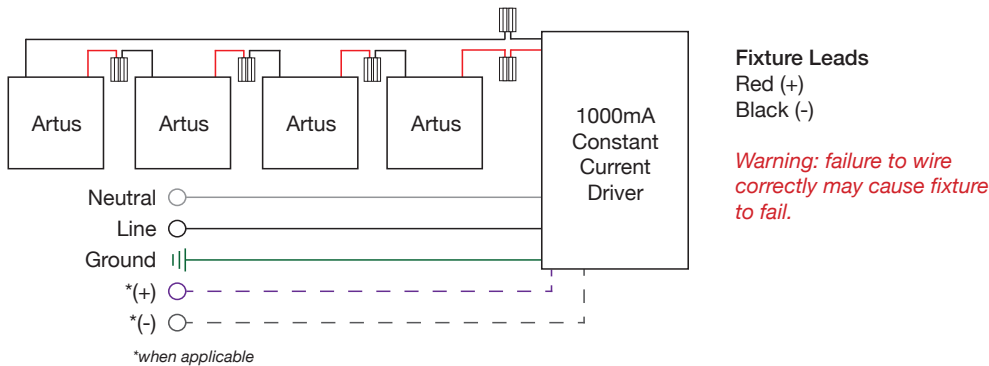 Artus
Artus
Artus
Artus
1000mA
Constant
Current
Driver
Fixture Leads
Red (+)
Black (-)
Warning: failure to wire
correctly may cause fixture
to fail.
Neutral
Line
Ground
*(+)
*(-)
*when applicable